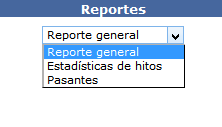 Reportes
Reporte general
Reporte general
Estadísticas de hitos
Pasantes